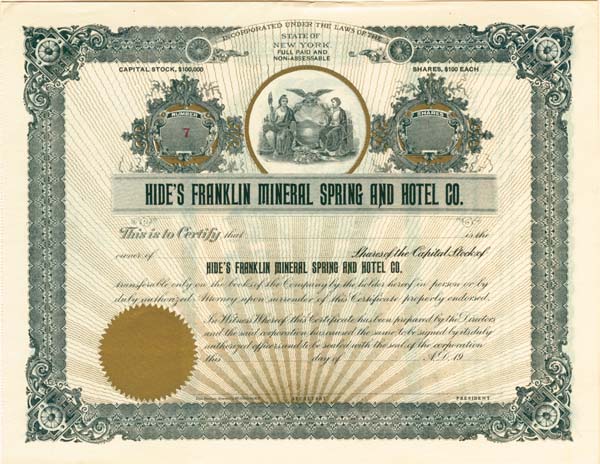 INCORPORATED UNDER THE LAWS OF THE
STATE OF
NEW YORK
FULL PAID AND
NON-ASSESSABLE
CAPITAL STOCK, $100,000
SHARES, $100 EACH
NUMBER
SHARES
7
HIDE'S FRANKLIN MINERAL SPRING AND HOTEL CO.
This is to Certify that is the
owner of Shares of the Capital Stock of
HIDE'S FRANKLIN MINERAL SPRING AND HOTEL CO.
transferable only on the books of the Company by the holder hereof in person or by
duly authorized Attorney upon surrender of this Certificate properly endorsed.
In Witness Whereof this Certificate has been prepared by the Directors
and the said corporation has caused the same to be signed by its duly
authorized officers and to be sealed with the seal of the corporation
this day of A.D. 19
SECRETARY
PRESIDENT